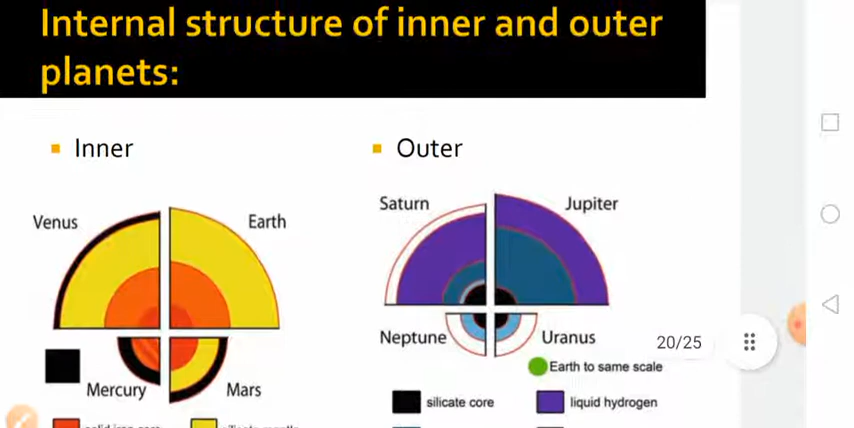 Internal structure of inner and outer
planets:
Inner
Outer
Venus
Earth
Mercury
Mars
Saturn
Jupiter
Neptune
Uranus
20/25
Earth to same scale
silicate core
liquid hydrogen